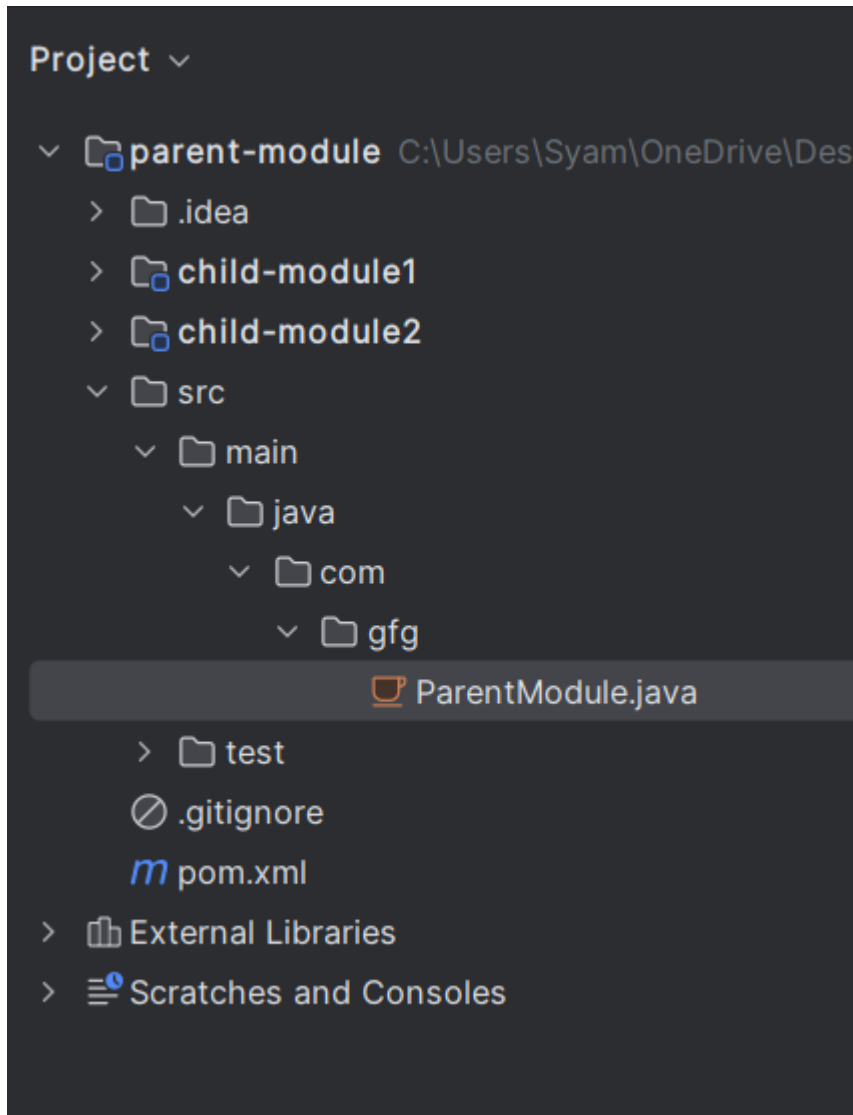 Project
parent-module C:\Users\Syam\OneDrive\Des
.idea
child-module1
child-module2
src
main
java
com
gfg
ParentModule.java
test
.gitignore
m pom.xml
External Libraries
Scratches and Consoles